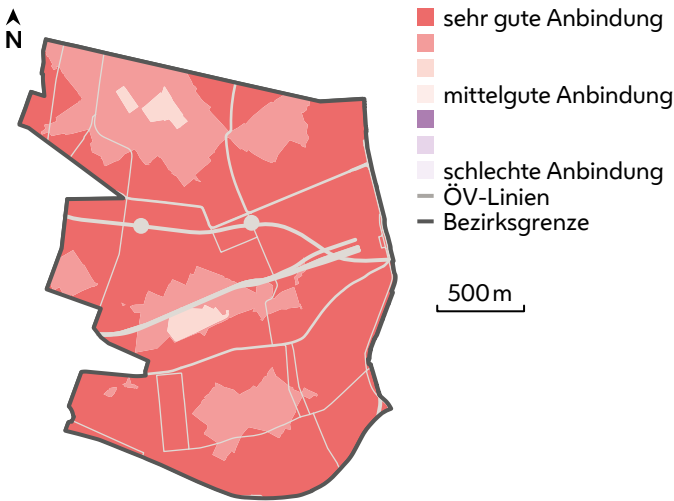 N
sehr gute Anbindung
mittelgute Anbindung
schlechte Anbindung
ÖV-Linien
Bezirksgrenze
500 m